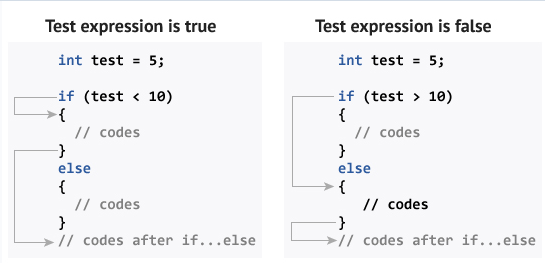 Test expression is true
int test = 5;
if (test < 10)
{
// codes
}
else
{
// codes
}
// codes after if...else
Test expression is false
int test = 5;
if (test > 10)
{
// codes
}
else
{
// codes
}
// codes after if...else